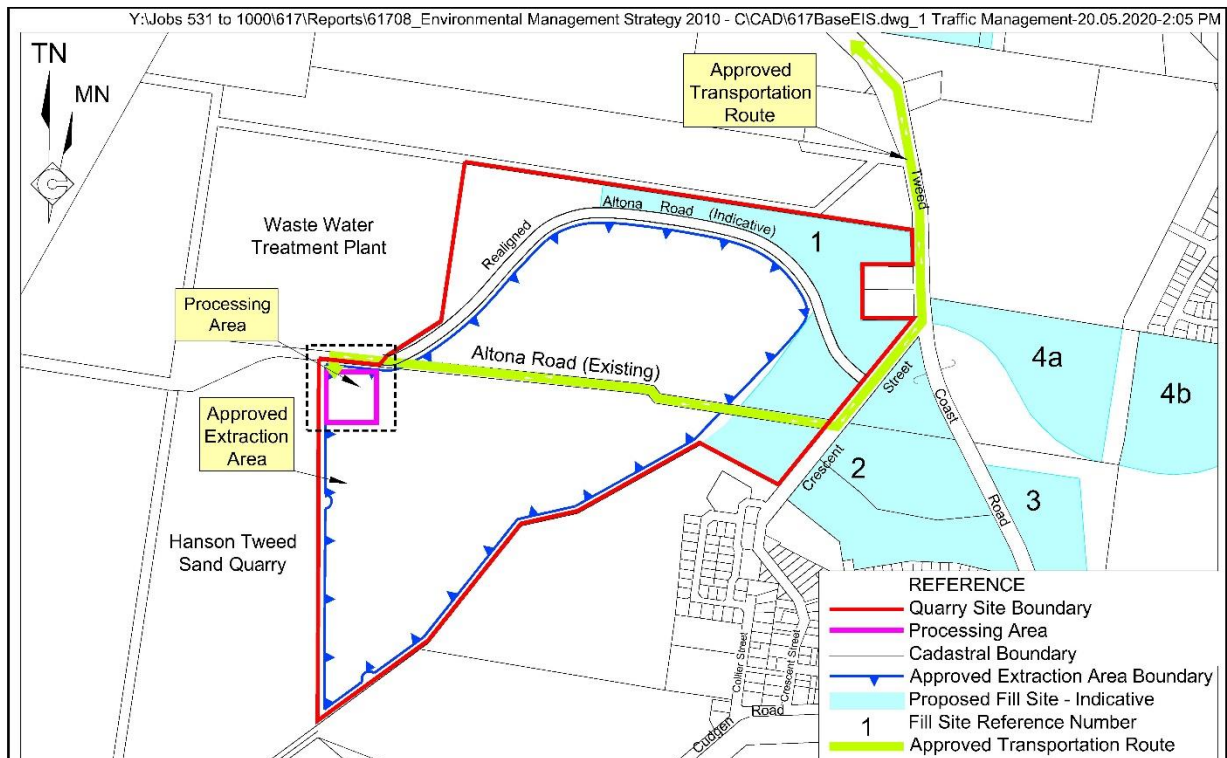 Y:\Jobs 531 to 1000\617\Reports\61708_Environmental Management Strategy 2010 - C\CAD\617BaseEIS.dwg_1 Traffic Management-20.05.2020-2:05 PM
TN
MN
Approved
Transportation
Route
Tweed
Waste Water
Treatment Plant
Realigned
Altona Road (Indicative)
1
Processing
Area
Altona Road (Existing)
Street
Crescent
Coast
Road
4a
4b
Approved
Extraction
Area
2
3
Hanson Tweed
Sand Quarry
Collier Street
Crescent Street
Cudgen
Road
REFERENCE
Quarry Site Boundary
Processing Area
Cadastral Boundary
Approved Extraction Area Boundary
Proposed Fill Site - Indicative
1 Fill Site Reference Number
Approved Transportation Route